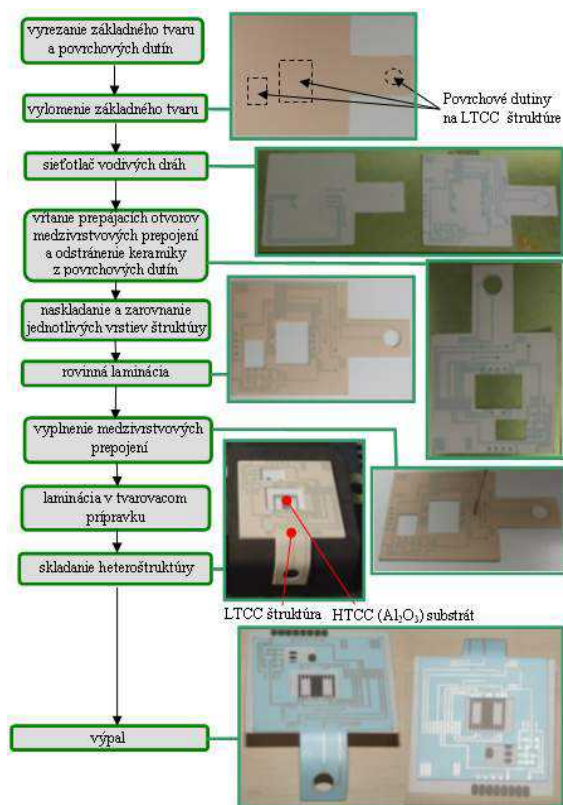 vyrezanie základného tvaru
a povrchových dutín
vylomenie základného tvaru
Povrchové dutiny
na LTCC štruktúre
sieťotlač vodivých dráh
vŕtanie prepájacích otvorov
medzivrstvových prepojení
a odstránenie keramiky
z povrchových dutín
naskladanie a zarovnanie
jednotlivých vrstiev štruktúry
rovinná laminácia
vyplnenie medzivrstvových
prepojení
laminácia v tvarovacom
prípravku
skladanie heteroštruktúry
LTCC štruktúra
HTCC (Al₂O₃) substrát
výpal